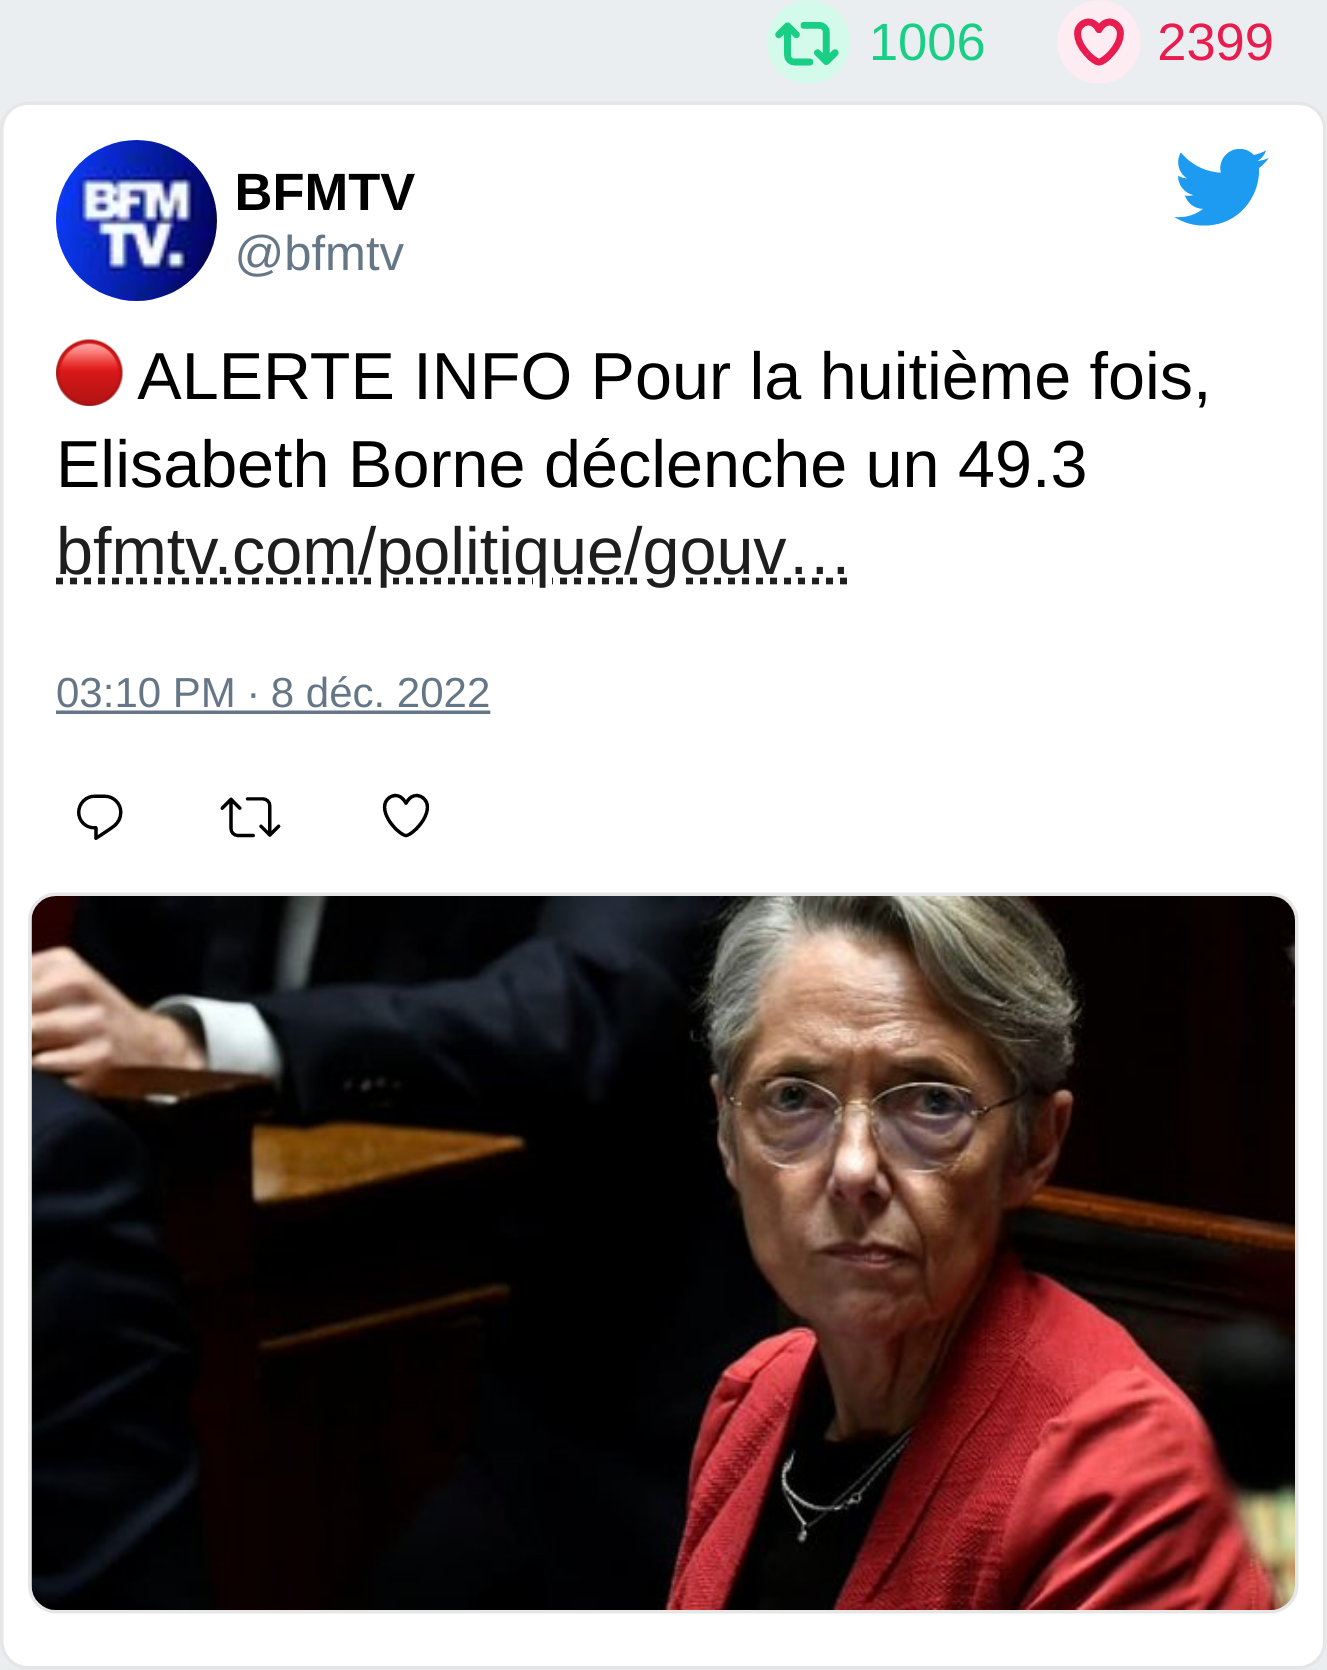 1006 2399
BFM
TV.
BFMTV
@bfmtv
🔴 ALERTE INFO Pour la huitième fois,
Elisabeth Borne déclenche un 49.3
bfmtv.com/politique/gouv…
03:10 PM · 8 déc. 2022